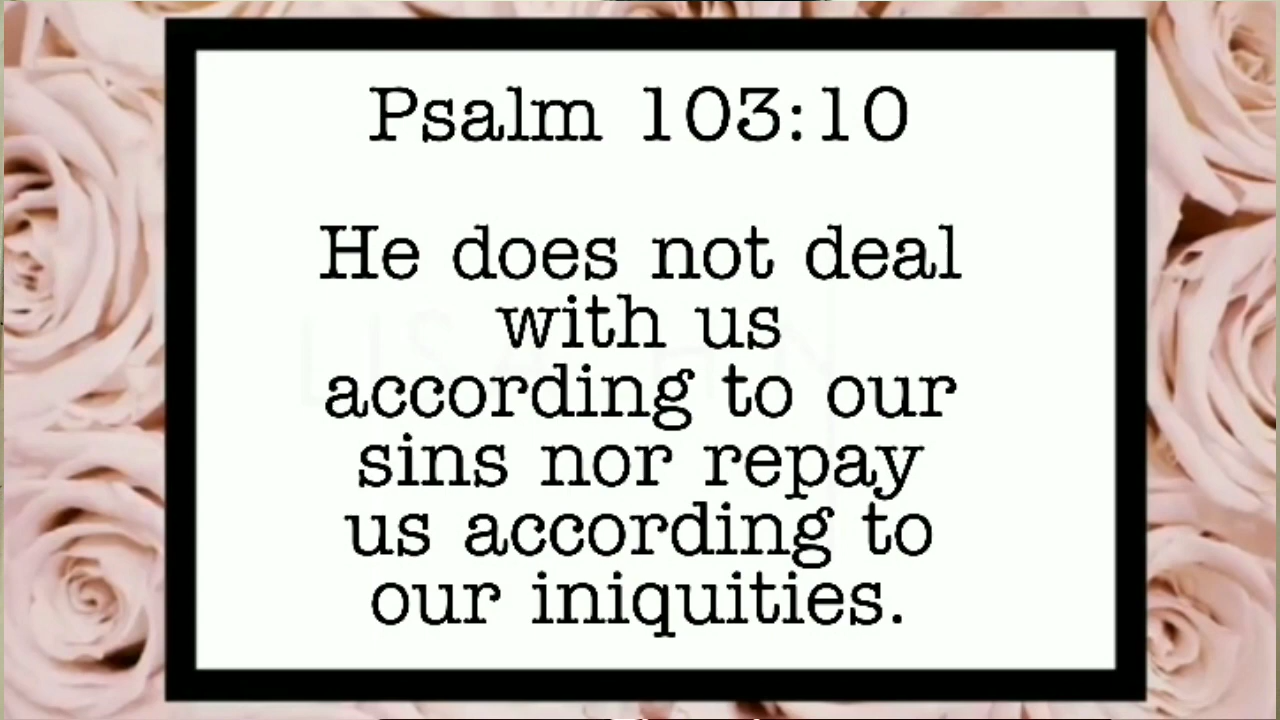 Psalm 103:10
He does not deal
with us
according to our
sins nor repay
us according to
our iniquities.